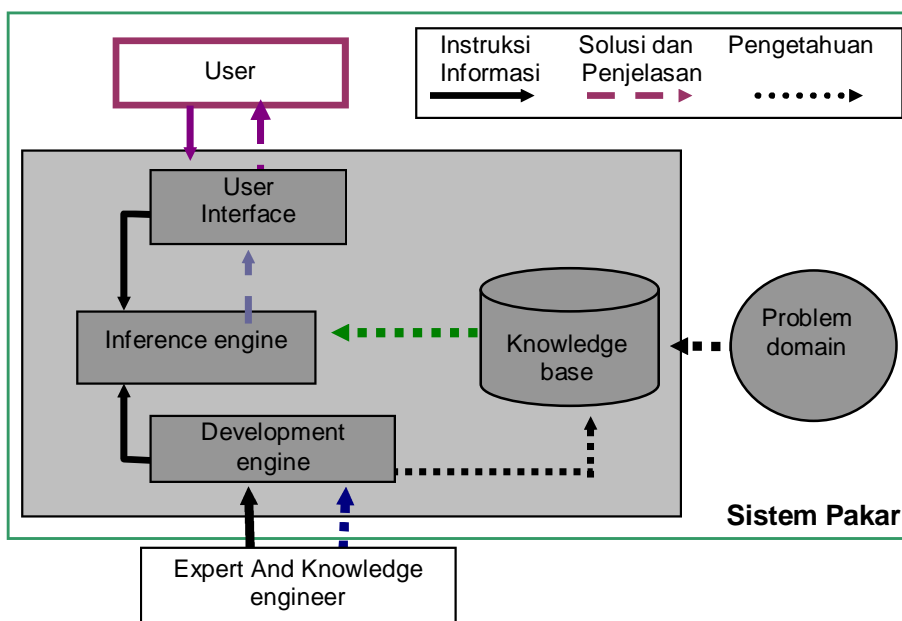 User
Instruksi
Informasi
Solusi dan
Penjelasan
Pengetahuan
User
Interface
Inference engine
Knowledge
base
Problem
domain
Development
engine
Sistem Pakar
Expert And Knowledge
engineer